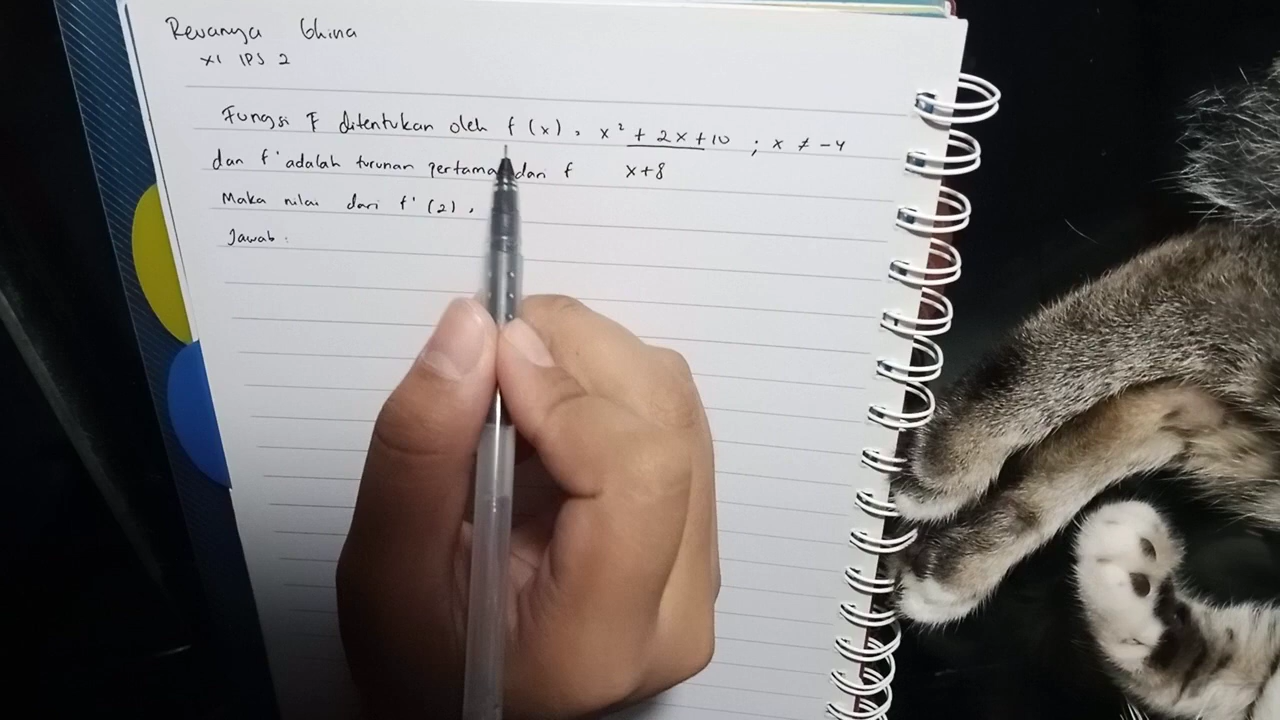 Revanya Ghina
XI IPS 2
Fungsi F ditentukan oleh f (x) = x² + 2x + 10 ; x ≠ -4
dan f' adalah turunan pertama dan f x+8
Maka nilai dari f' (2) =
Jawab :